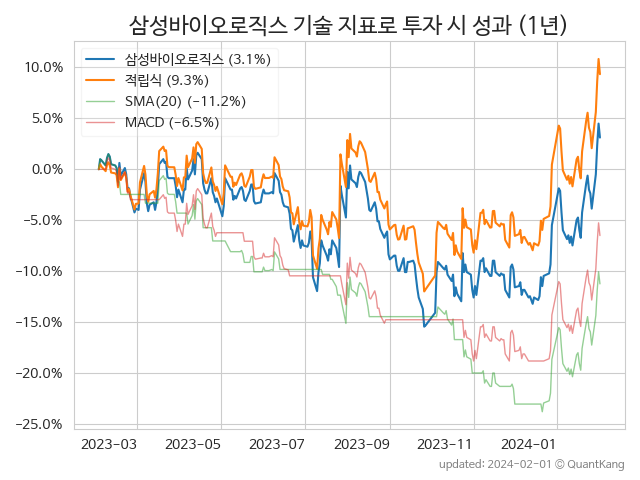 삼성바이오로직스 기술 지표로 투자 시 성과 (1년)
삼성바이오로직스 (3.1%)
적립식 (9.3%)
SMA(20) (−11.2%)
MACD (−6.5%)
10.0%
5.0%
0.0%
−5.0%
−10.0%
−15.0%
−20.0%
−25.0%
2023-03 2023-05 2023-07 2023-09 2023-11 2024-01
updated: 2024-02-01 © QuantKang